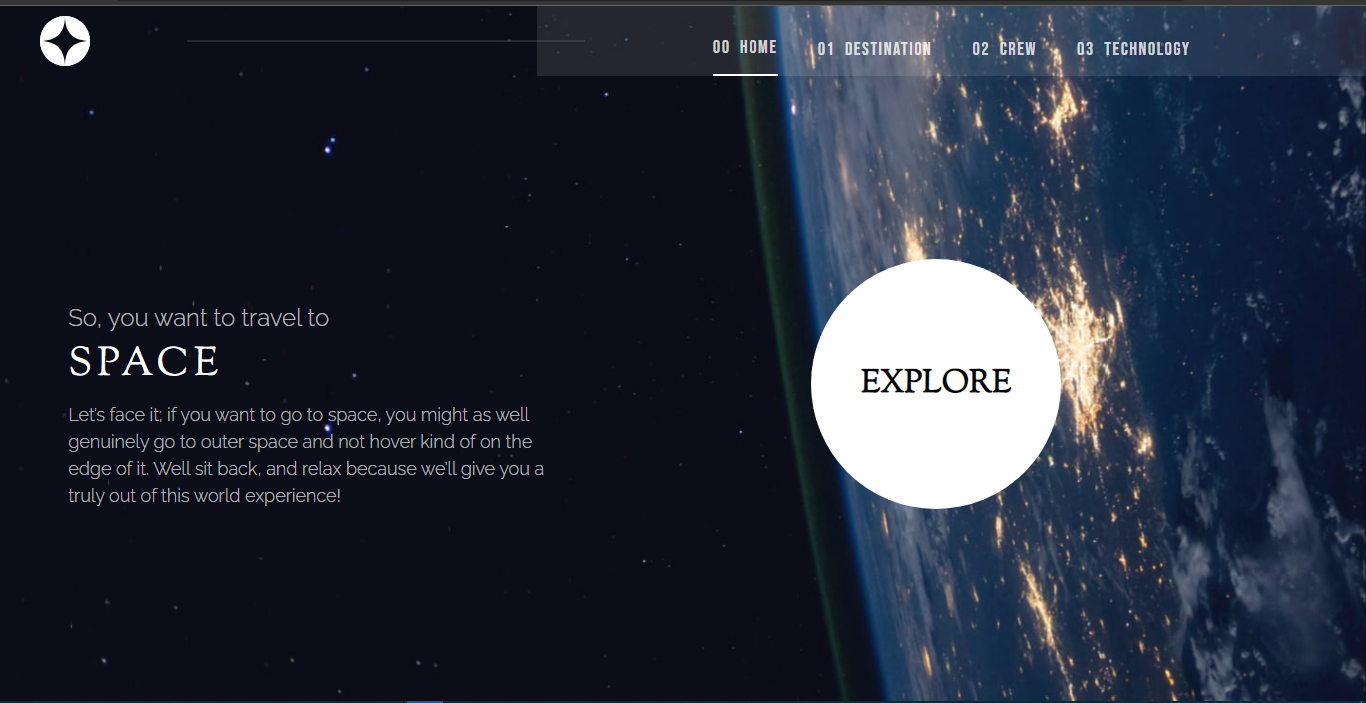 00 HOME 01 DESTINATION 02 CREW 03 TECHNOLOGY
So, you want to travel to
SPACE
Let's face it; if you want to go to space, you might as well
genuinely go to outer space and not hover kind of on the
edge of it. Well sit back, and relax because we'll give you a
truly out of this world experience!
EXPLORE